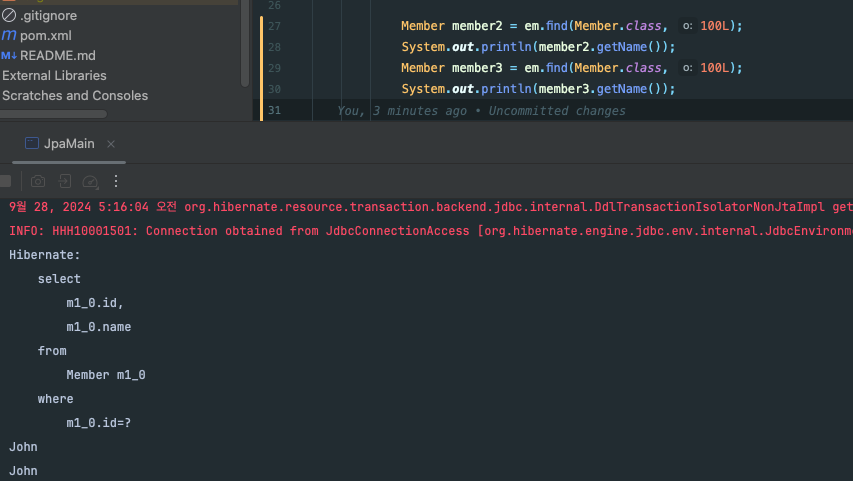 .gitignore
pom.xml
README.md
External Libraries
Scratches and Consoles
26
27 Member member2 = em.find(Member.class, o: 100L);
28 System.out.println(member2.getName());
29 Member member3 = em.find(Member.class, o: 100L);
30 System.out.println(member3.getName());
31 You, 3 minutes ago • Uncommitted changes
JpaMain
9월 28, 2024 5:16:04 오전 org.hibernate.resource.transaction.backend.jdbc.internal.DdlTransactionIsolatorNonJtaImpl get
INFO: HHH10001501: Connection obtained from JdbcConnectionAccess [org.hibernate.engine.jdbc.env.internal.JdbcEnvironme
Hibernate:
select
m1_0.id,
m1_0.name
from
Member m1_0
where
m1_0.id=?
John
John